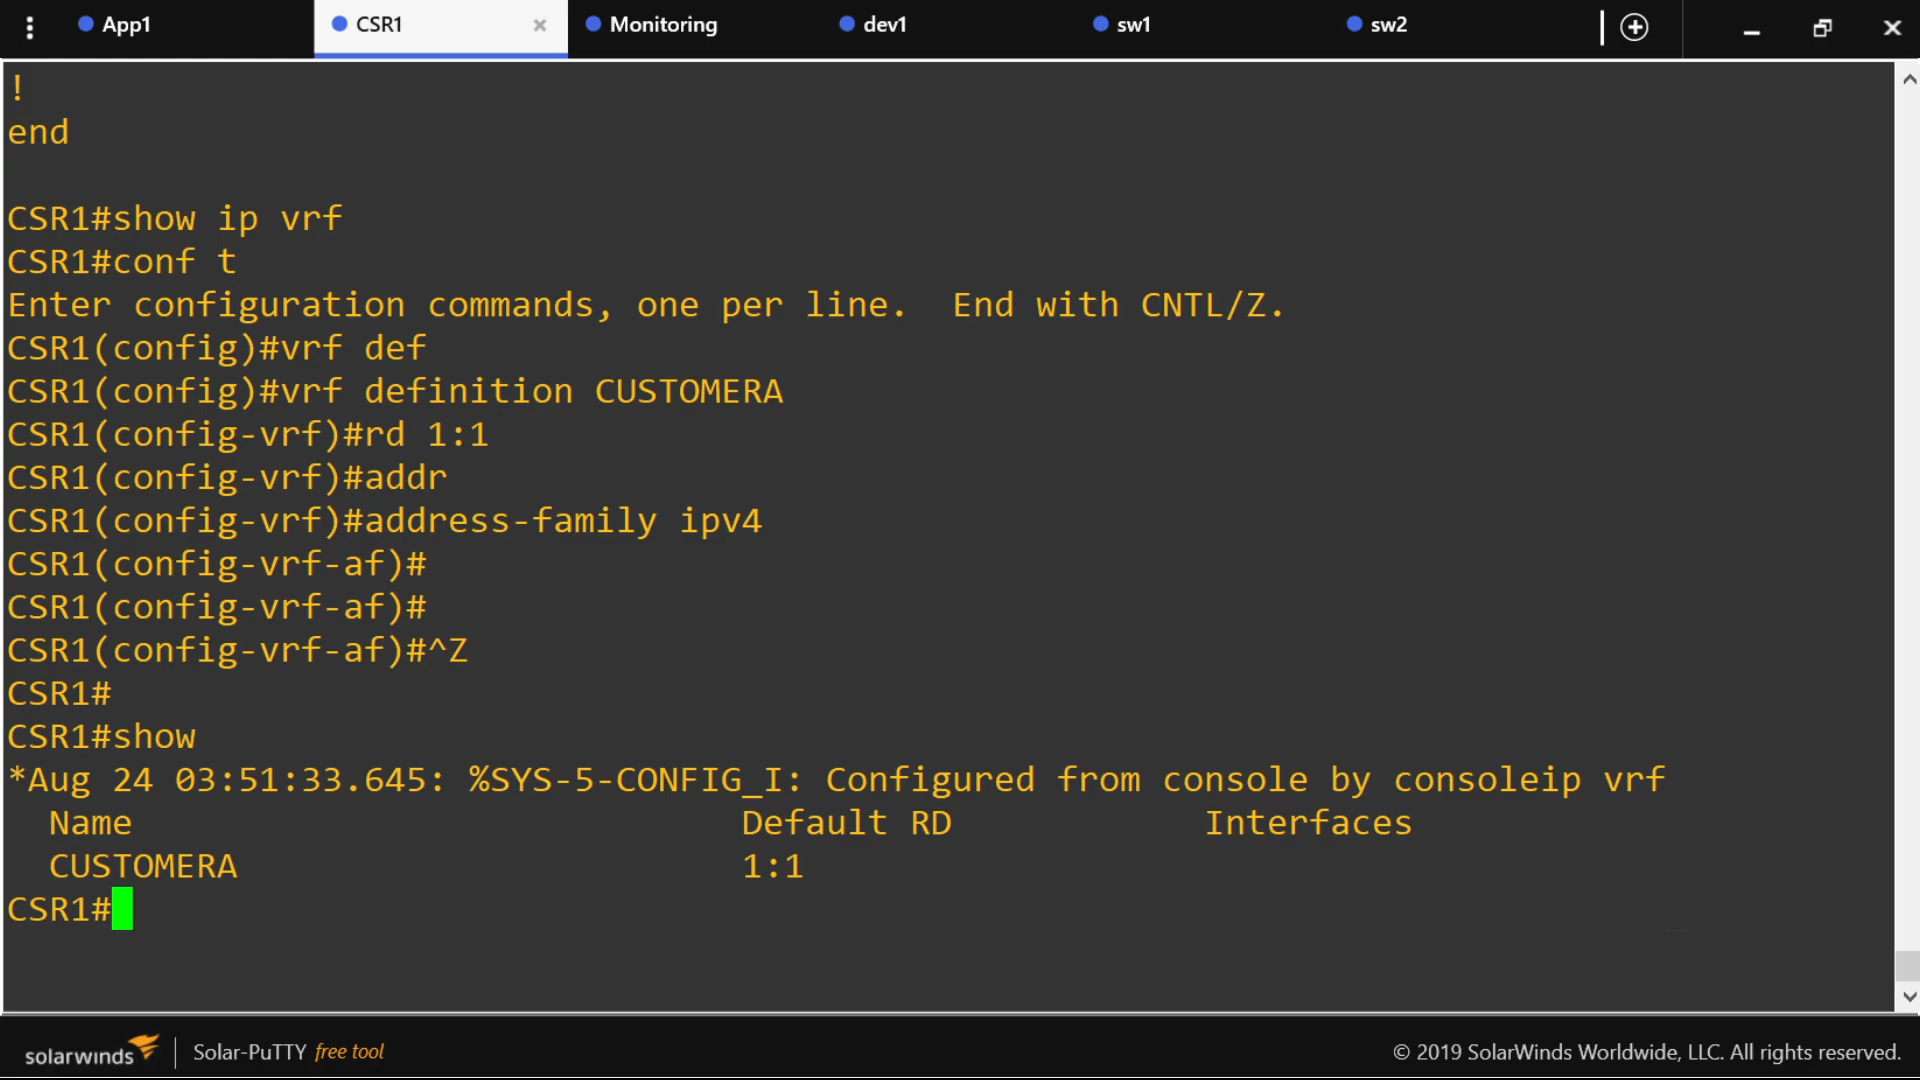 App1 CSR1 Monitoring dev1 sw1 sw2
!
end
CSR1#show ip vrf
CSR1#conf t
Enter configuration commands, one per line.  End with CNTL/Z.
CSR1(config)#vrf def
CSR1(config)#vrf definition CUSTOMERA
CSR1(config-vrf)#rd 1:1
CSR1(config-vrf)#addr
CSR1(config-vrf)#address-family ipv4
CSR1(config-vrf-af)#
CSR1(config-vrf-af)#
CSR1(config-vrf-af)#^Z
CSR1#
CSR1#show
*Aug 24 03:51:33.645: %SYS-5-CONFIG_I: Configured from console by consoleip vrf
Name Default RD Interfaces
CUSTOMERA 1:1
CSR1#
solarwinds Solar-PuTTY free tool © 2019 SolarWinds Worldwide, LLC. All rights reserved.